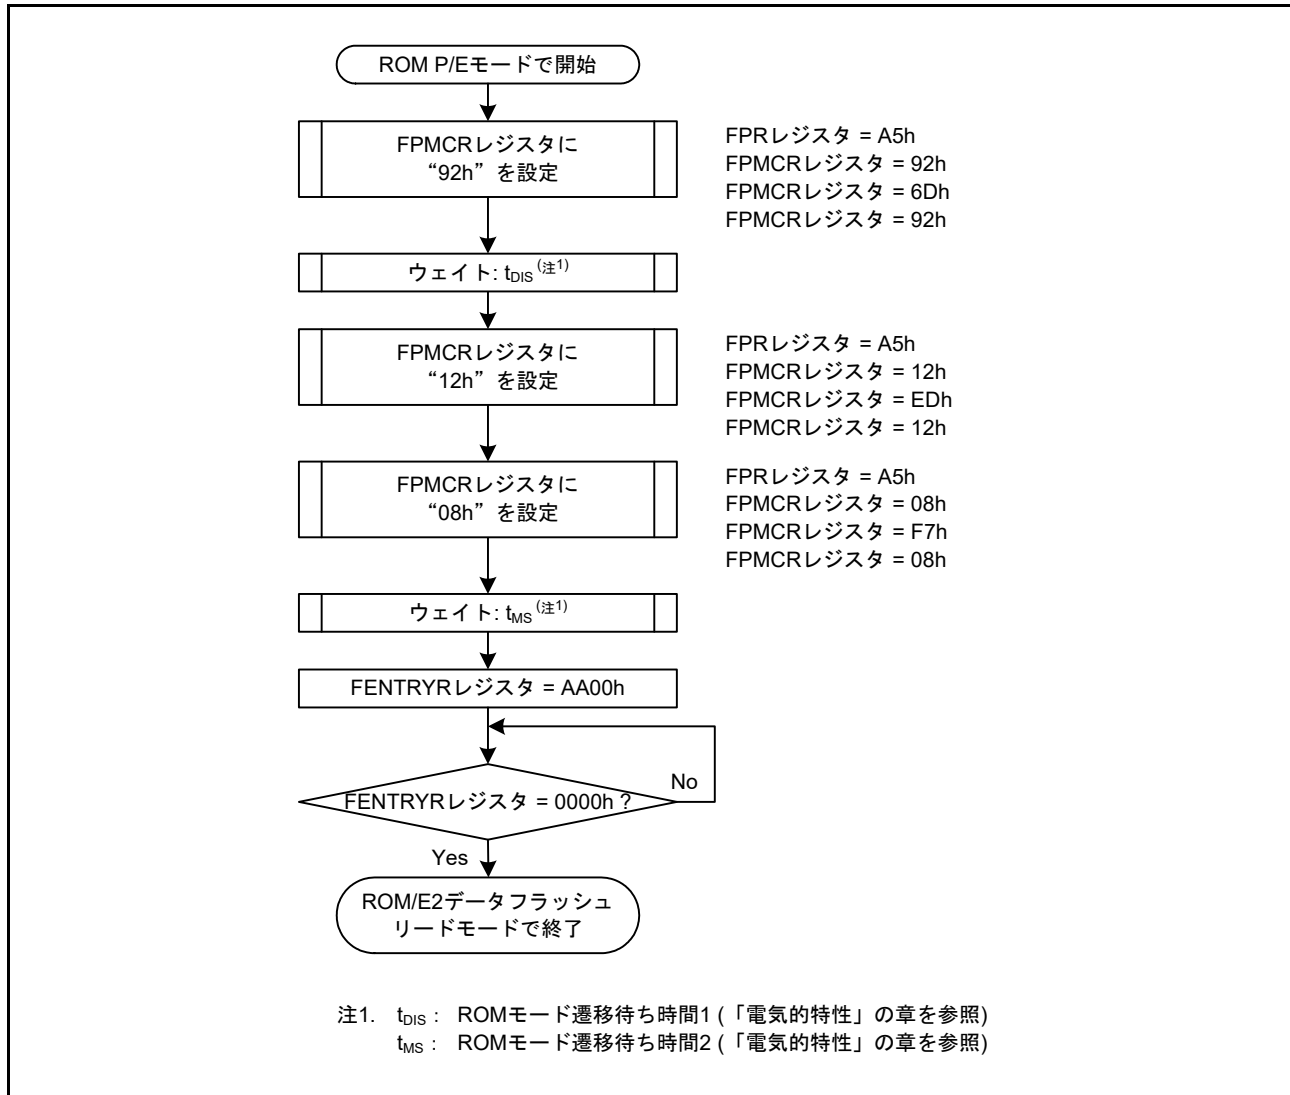 ROM P/Eモードで開始
FPMCRレジスタに
“92h”を設定
FPRレジスタ = A5h
FPMCRレジスタ = 92h
FPMCRレジスタ = 6Dh
FPMCRレジスタ = 92h
ウェイト: tDIS (注1)
FPMCRレジスタに
“12h”を設定
FPRレジスタ = A5h
FPMCRレジスタ = 12h
FPMCRレジスタ = EDh
FPMCRレジスタ = 12h
FPMCRレジスタに
“08h”を設定
FPRレジスタ = A5h
FPMCRレジスタ = 08h
FPMCRレジスタ = F7h
FPMCRレジスタ = 08h
ウェイト: tMS (注1)
FENTRYRレジスタ = AA00h
FENTRYRレジスタ = 0000h ?
No
Yes
ROM/E2データフラッシュ
リードモードで終了
注1. tDIS : ROMモード遷移待ち時間1 (「電気的特性」の章を参照)
tMS : ROMモード遷移待ち時間2 (「電気的特性」の章を参照)